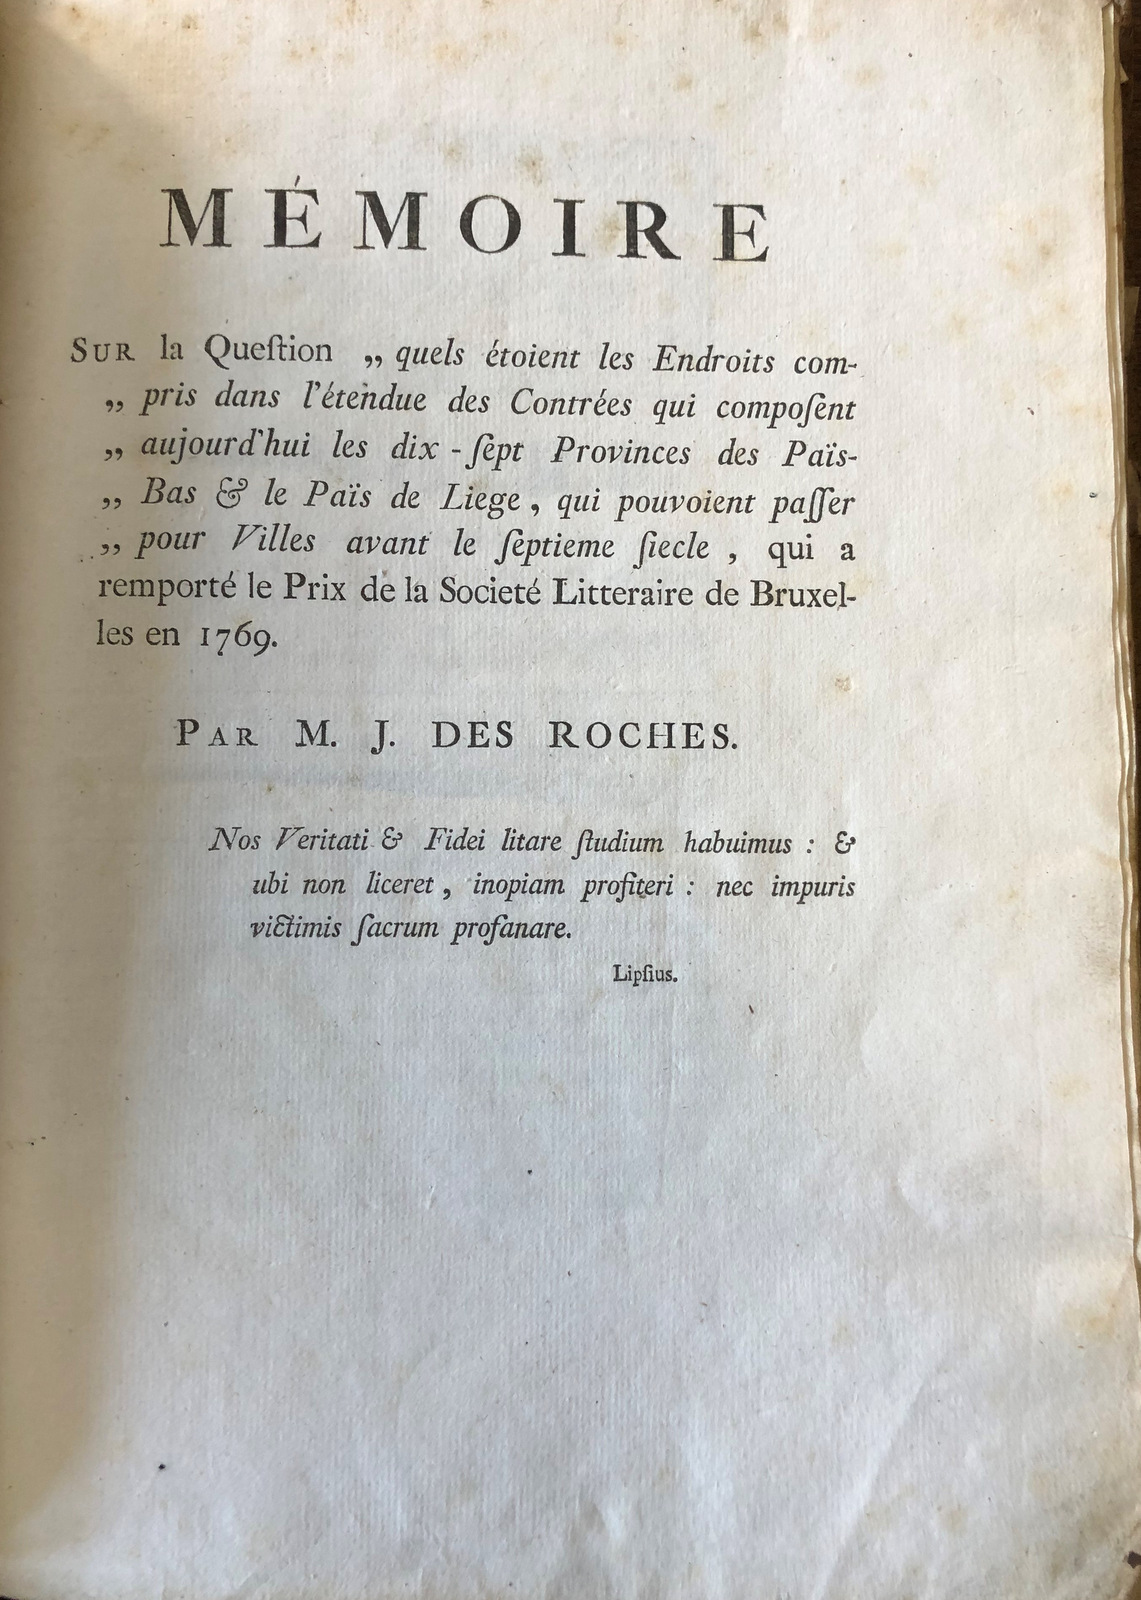 MÉMOIRE
SUR la Queſtion „ quels étoient les Endroits com-
„ pris dans l'étendue des Contrées qui compoſent
„ aujourd'hui les dix-ſept Provinces des Païs-
„ Bas & le Païs de Liege, qui pouvoient paſſer
„ pour Villes avant le ſeptieme ſiecle, qui a
remporté le Prix de la Societé Litteraire de Bruxel-
les en 1769.
PAR M. J. DES ROCHES.
Nos Veritati & Fidei litare ſtudium habuimus : &
ubi non liceret, inopiam profiteri : nec impuris
victimis ſacrum profanare.
Lipſius.